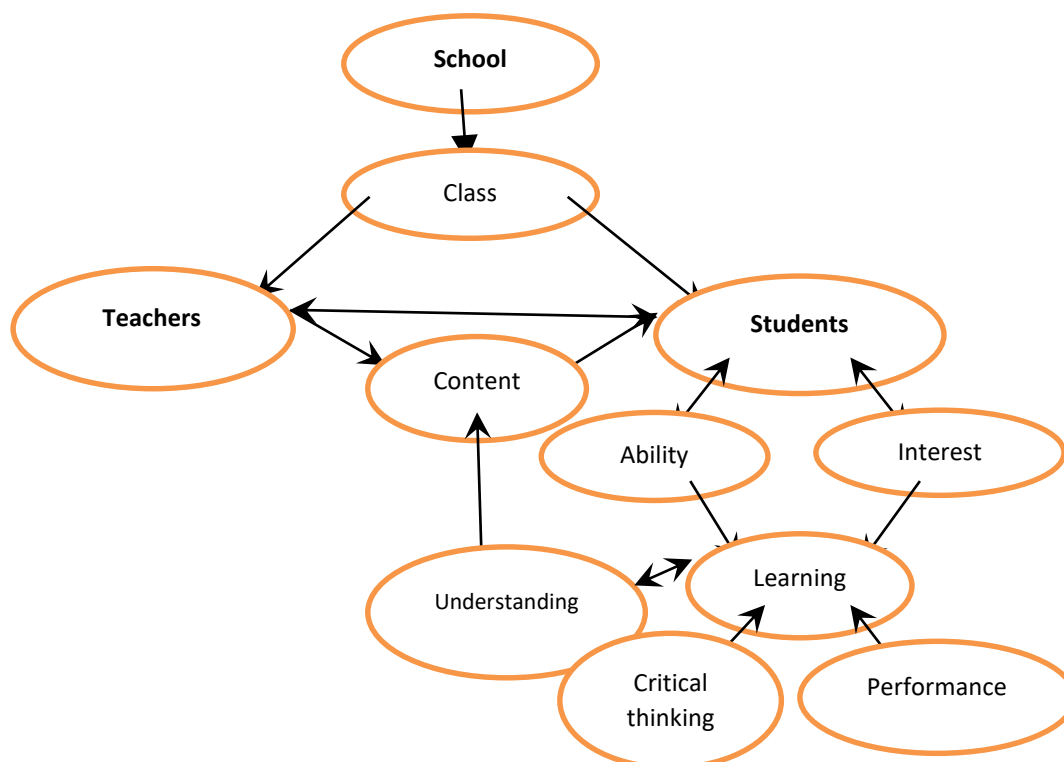 School
Class
Teachers
Students
Content
Ability
Interest
Learning
Understanding
Critical
thinking
Performance